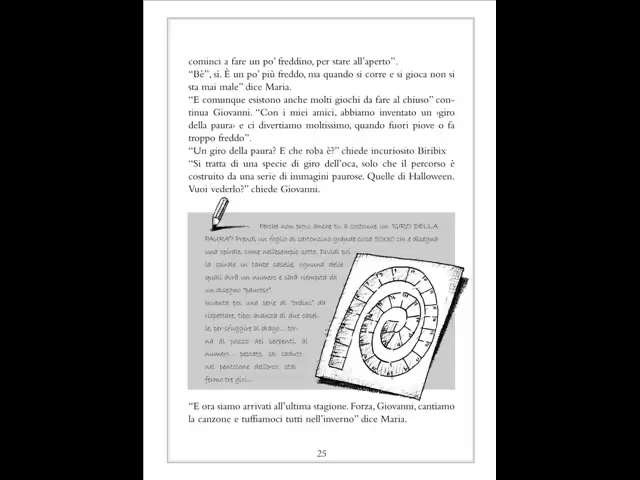 cominci a fare un po' freddino, per stare all'aperto".
"Bè", sì. È un po' più freddo, ma quando si corre e si gioca non si
sta mai male" dice Maria.
"E comunque esistono anche molti giochi da fare al chiuso" con-
tinua Giovanni. "Con i miei amici, abbiamo inventato un ‹giro
della paura› e ci divertiamo moltissimo, quando fuori piove o fa
troppo freddo".
"Un giro della paura? E che roba è?" chiede incuriosito Biribix
"Si tratta di una specie di giro dell'oca, solo che il percorso è
costruito da una serie di immagini paurose. Quelle di Halloween.
Vuoi vederlo?" chiede Giovanni.
Perché non provi anche tu a costruire un "GIRO DELLA
PAURA"? Prendi un foglio di cartoncino grande circa 50x30 cm e disegna
una spirale, come nell'esempio sotto. Dividi poi
la spirale in tante caselle, ognuna delle
quali avrà un numero e sarà riempita da
un disegno "pauroso".
Inventa poi una serie di "ordini" da
rispettare, tipo: avanza di due casel-
le per sfuggire al drago... tor-
na al pozzo dei serpenti, al
numero... peccato, sei caduto
nel pentolone dell'orco: stai
fermo tre giri...
"E ora siamo arrivati all'ultima stagione. Forza, Giovanni, cantiamo
la canzone e tuffiamoci tutti nell'inverno" dice Maria.
25